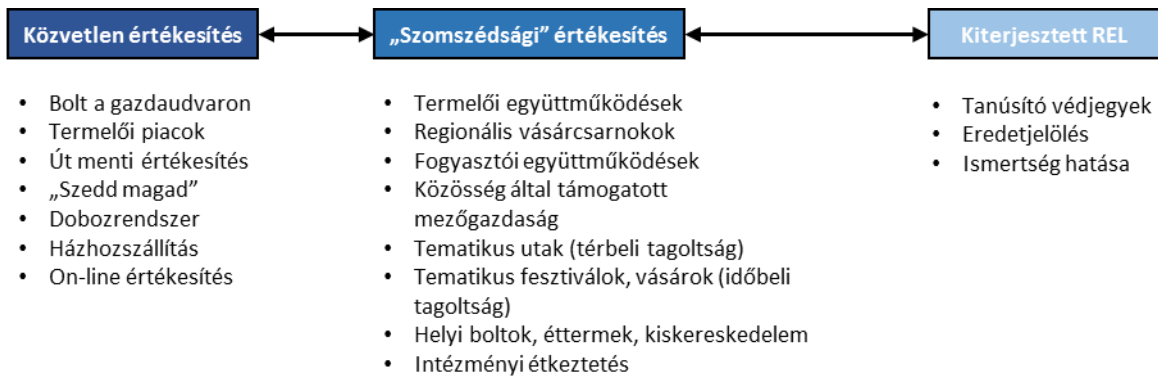 Közvetlen értékesítés
„Szomszédsági” értékesítés
Kiterjesztett REL
• Bolt a gazdaudvaron
• Termelői piacok
• Út menti értékesítés
• „Szedd magad”
• Dobozrendszer
• Házhozszállítás
• On-line értékesítés
• Termelői együttműködések
• Regionális vásárcsarnokok
• Fogyasztói együttműködések
• Közösség által támogatott
mezőgazdaság
• Tematikus utak (térbeli tagoltság)
• Tematikus fesztiválok, vásárok (időbeli
tagoltság)
• Helyi boltok, éttermek, kiskereskedelem
• Intézményi étkeztetés
• Tanúsító védjegyek
• Eredetjelölés
• Ismertség hatása